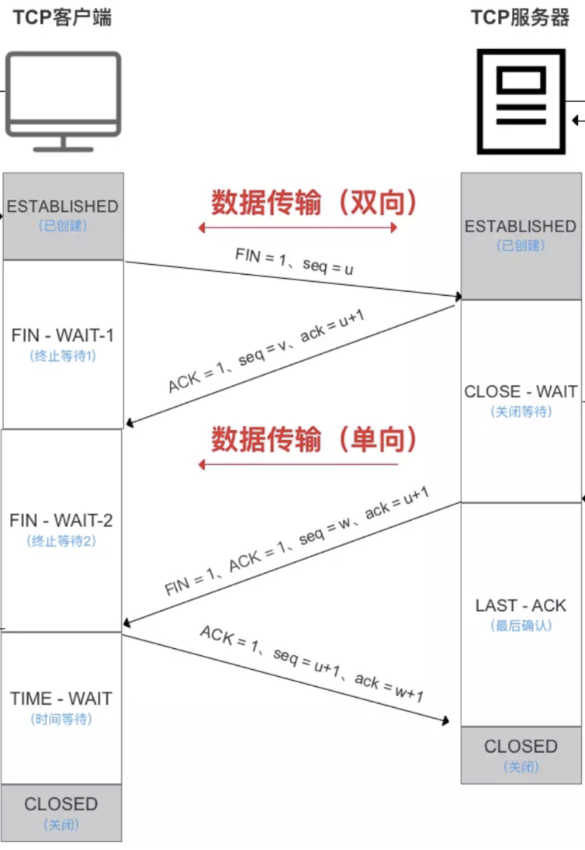 TCP客户端
TCP服务器
ESTABLISHED
(已创建)
数据传输（双向）
ESTABLISHED
(已创建)
FIN = 1、seq = u
FIN - WAIT-1
(终止等待1)
ACK = 1、seq = v、ack = u+1
CLOSE - WAIT
(关闭等待)
数据传输（单向）
FIN - WAIT-2
(终止等待2)
FIN = 1、ACK = 1、seq = w、ack = u+1
LAST - ACK
(最后确认)
ACK = 1、seq = u+1、ack = w+1
TIME - WAIT
(时间等待)
CLOSED
(关闭)
CLOSED
(关闭)